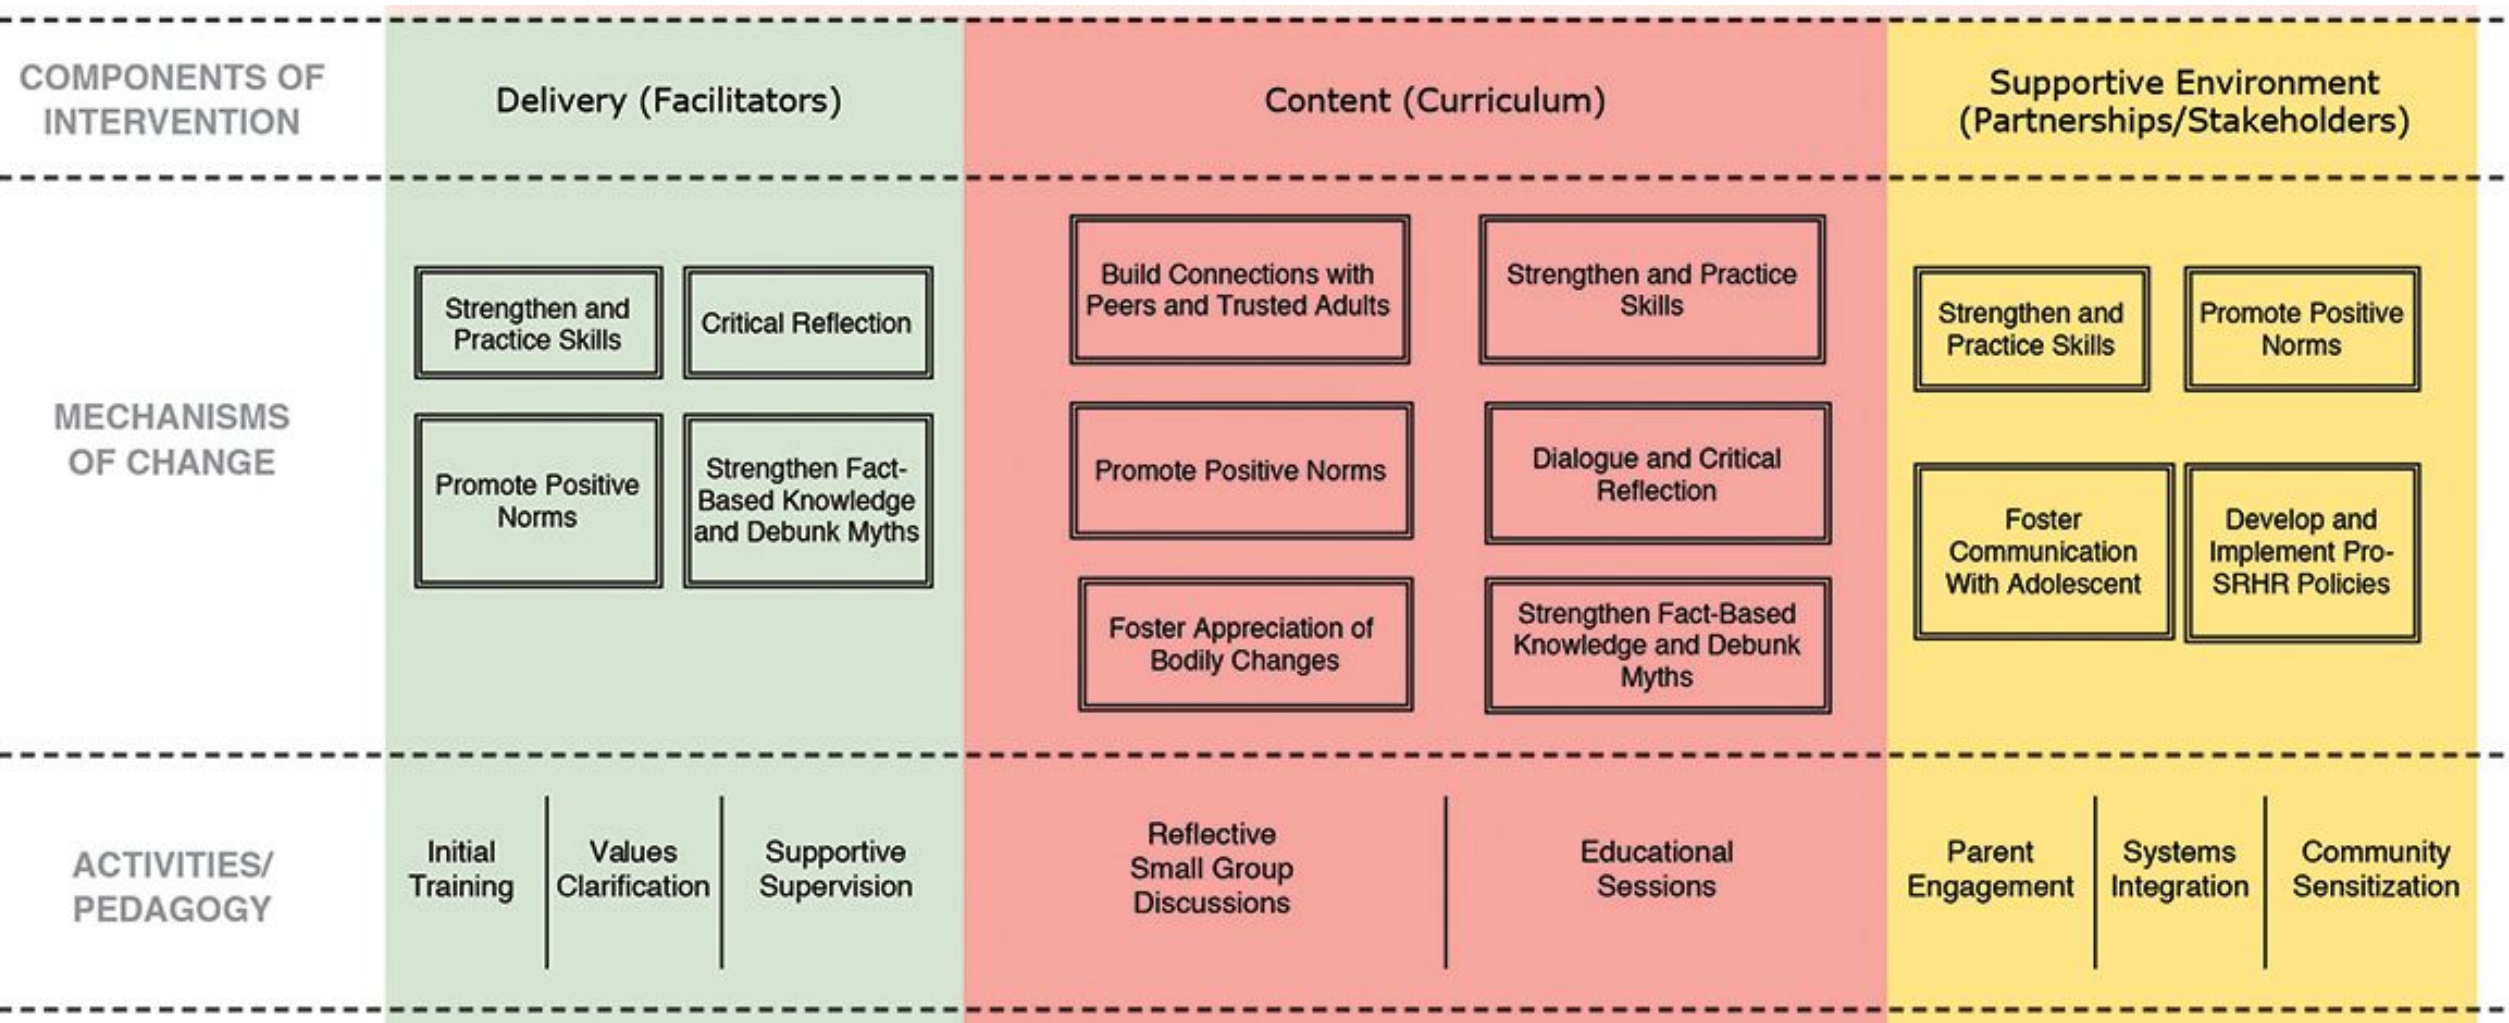 COMPONENTS OF
INTERVENTION
Delivery (Facilitators)
Content (Curriculum)
Supportive Environment
(Partnerships/Stakeholders)
MECHANISMS
OF CHANGE
Strengthen and
Practice Skills
Critical Reflection
Promote Positive
Norms
Strengthen Fact-
Based Knowledge
and Debunk Myths
Build Connections with
Peers and Trusted Adults
Strengthen and Practice
Skills
Promote Positive Norms
Dialogue and Critical
Reflection
Foster Appreciation of
Bodily Changes
Strengthen Fact-Based
Knowledge and Debunk
Myths
Strengthen and
Practice Skills
Promote Positive
Norms
Foster
Communication
With Adolescent
Develop and
Implement Pro-
SRHR Policies
ACTIVITIES/
PEDAGOGY
Initial
Training
Values
Clarification
Supportive
Supervision
Reflective
Small Group
Discussions
Educational
Sessions
Parent
Engagement
Systems
Integration
Community
Sensitization